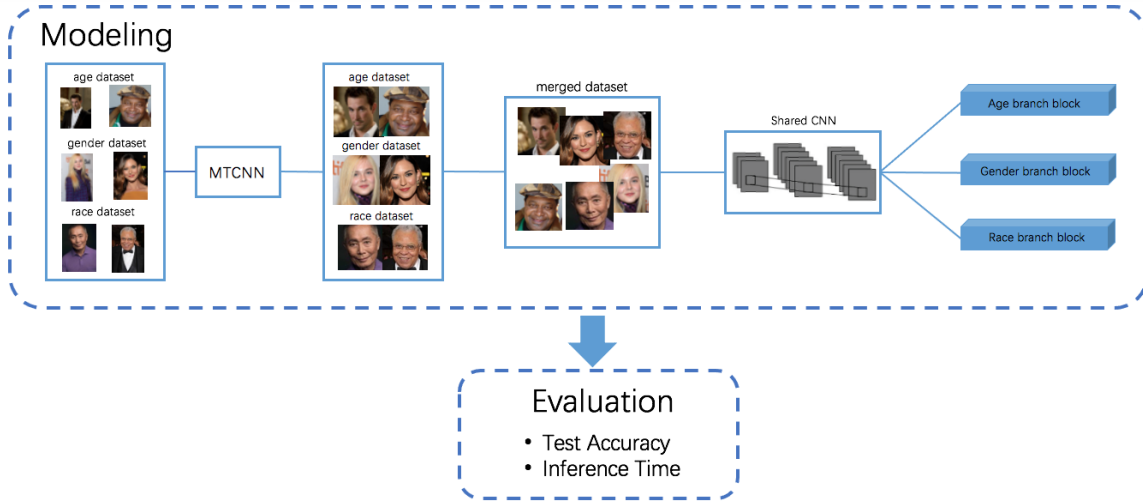 Modeling
age dataset
gender dataset
race dataset
MTCNN
age dataset
gender dataset
race dataset
merged dataset
Shared CNN
Age branch block
Gender branch block
Race branch block
Evaluation
• Test Accuracy
• Inference Time